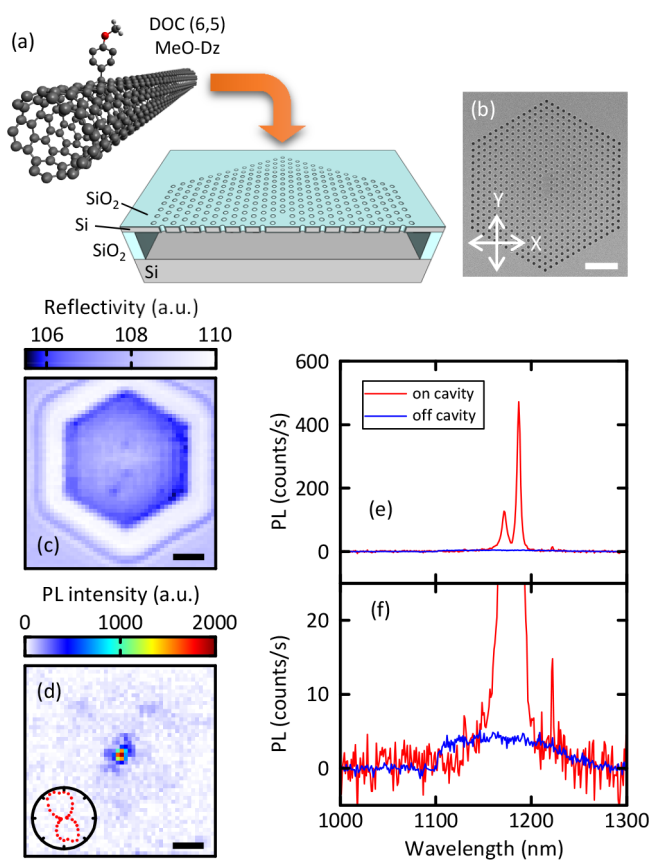 (a)
DOC (6,5)
MeO-Dz
SiO2
Si
SiO2
Si
(b)
Y
X
Reflectivity (a.u.)
106 108 110
(c)
PL intensity (a.u.)
0 1000 2000
(d)
600
400
200
0
PL (counts/s)
on cavity
off cavity
(e)
20
10
0
PL (counts/s)
(f)
1000 1100 1200 1300
Wavelength (nm)